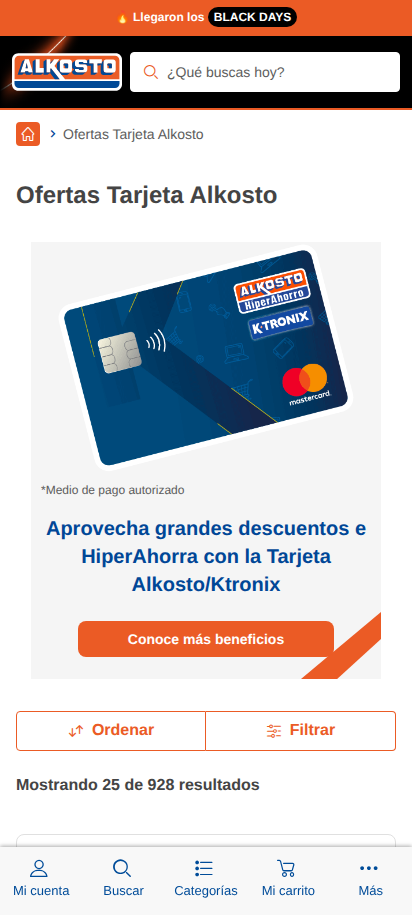 🔥 Llegaron los BLACK DAYS
ALKOSTO
¿Qué buscas hoy?
Ofertas Tarjeta Alkosto
Ofertas Tarjeta Alkosto
ALKOSTO
HiperAhorro
K-TRONIX
mastercard.
*Medio de pago autorizado
Aprovecha grandes descuentos e
HiperAhorra con la Tarjeta
Alkosto/Ktronix
Conoce más beneficios
Ordenar
Filtrar
Mostrando 25 de 928 resultados
Mi cuenta
Buscar
Categorías
Mi carrito
Más